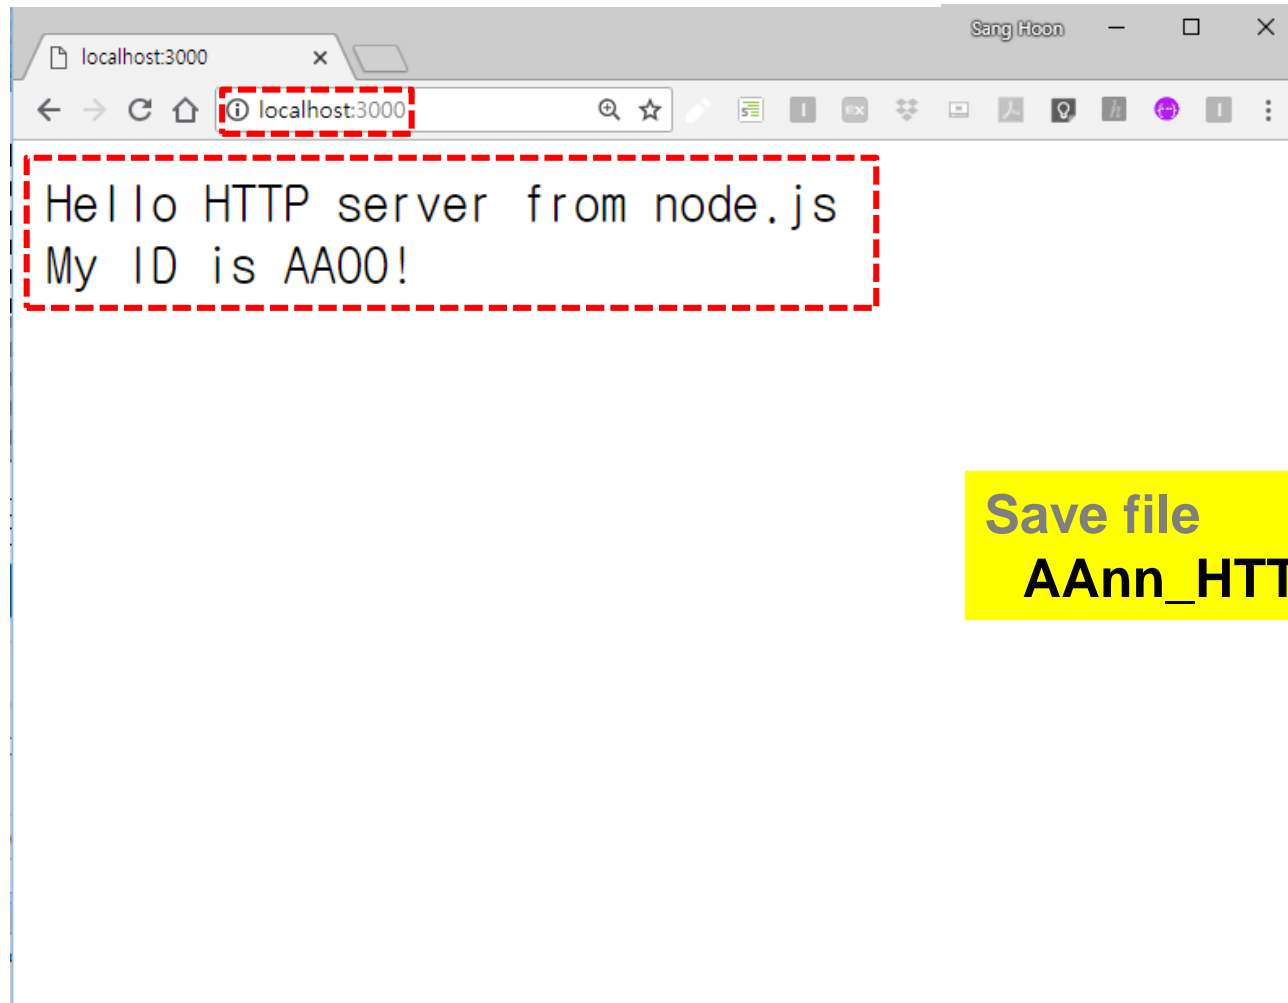 Sang Hoon
localhost:3000
localhost:3000
Hello HTTP server from node.js
My ID is AA00!
Save file
AAnn_HTT